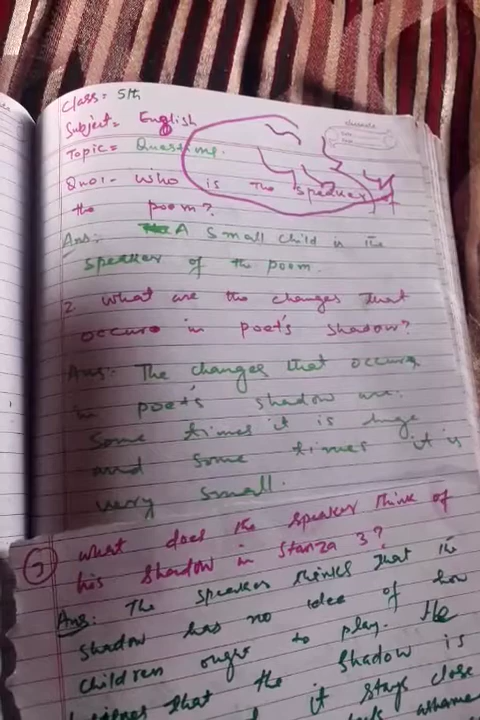 Class: 5th
Subject= English
Topic= Questions.
Quo1- Who is the speaker of
the poem?
Ans:- A small child is the
speaker of the poem.
2 What are the changes that
occurs in poet's shadow?
Ans:- The changes that occurs
in poet's shadow are:
Some times it is huge
and some times it is
very small.
3 What does the speaker think of
his shadow in stanza 3?
Ans: The speaker thinks that the
shadow has no idea of how
children ought to play. He
that the shadow is
it stays close